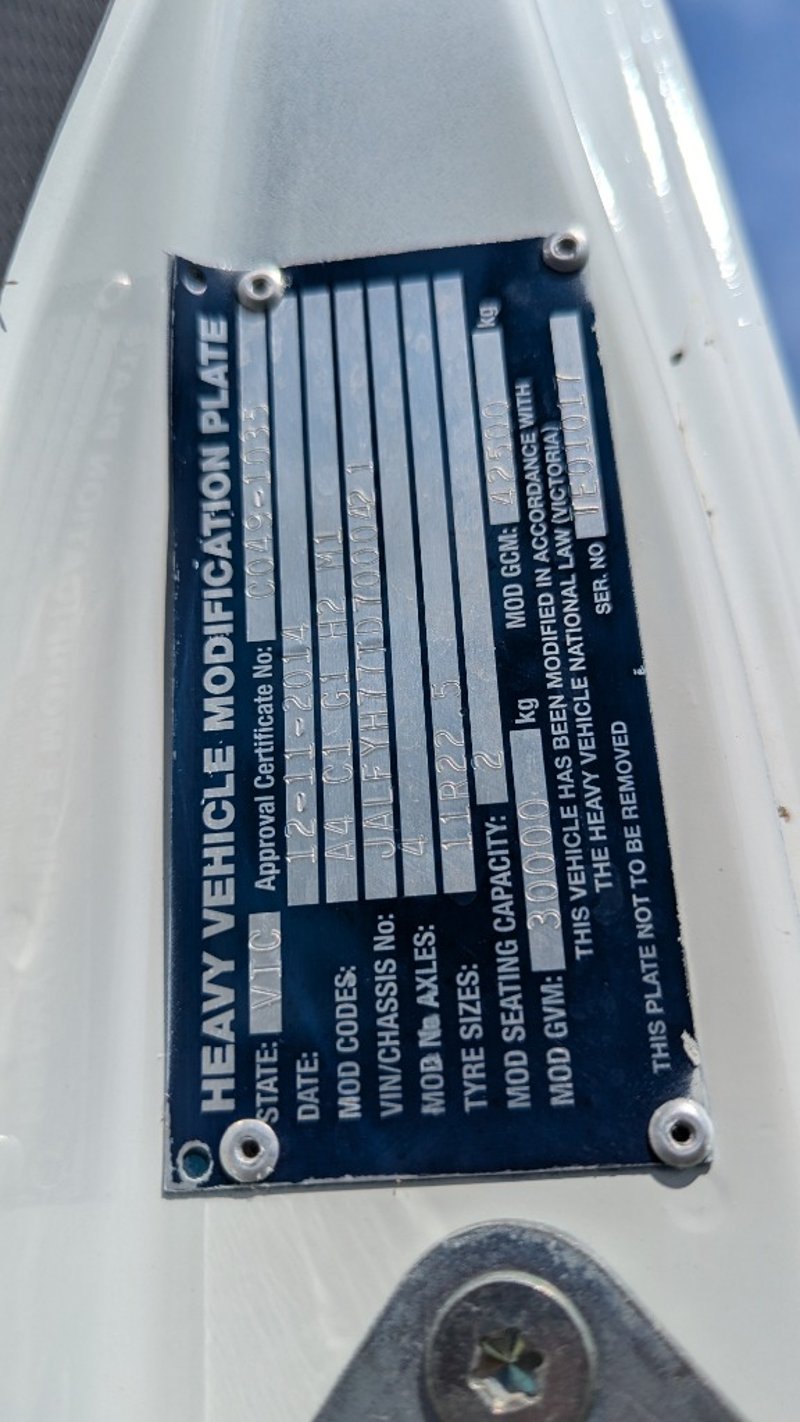 HEAVY VEHICLE MODIFICATION PLATE
STATE: VIC Approval Certificate No: C049-1035
DATE: 12-11-2014
MOD CODES: A4 C1 G1 H2 M1
VIN/CHASSIS No: JALFYH77TD7000421
MOD No AXLES: 4
TYRE SIZES: 11R22.5
MOD SEATING CAPACITY: 2
MOD GVM: 30000 kg MOD GCM: 42500 kg
THIS VEHICLE HAS BEEN MODIFIED IN ACCORDANCE WITH
THE HEAVY VEHICLE NATIONAL LAW (VICTORIA)
THIS PLATE NOT TO BE REMOVED SER. NO VE01017